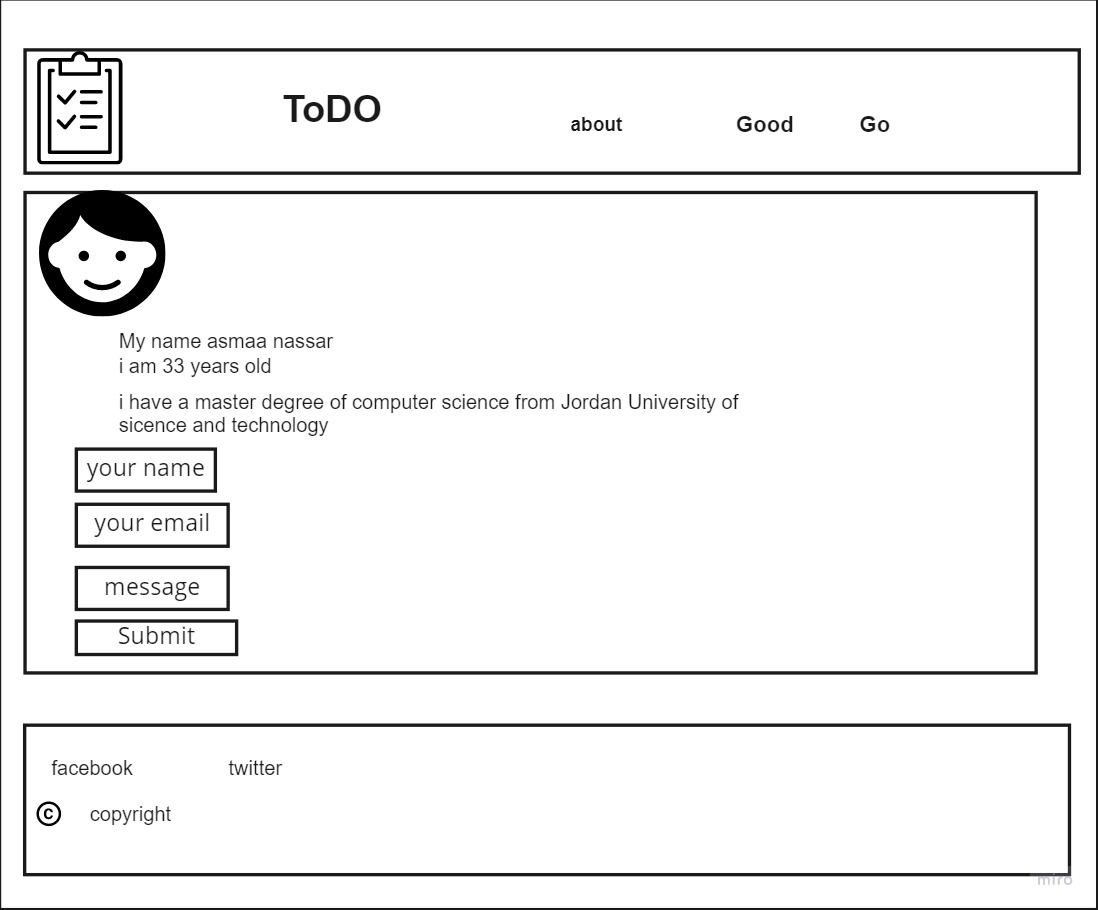 ToDO
about
Good
Go
My name asmaa nassar
i am 33 years old
i have a master degree of computer science from Jordan University of
sicence and technology
your name
your email
message
Submit
facebook
twitter
© copyright
miro